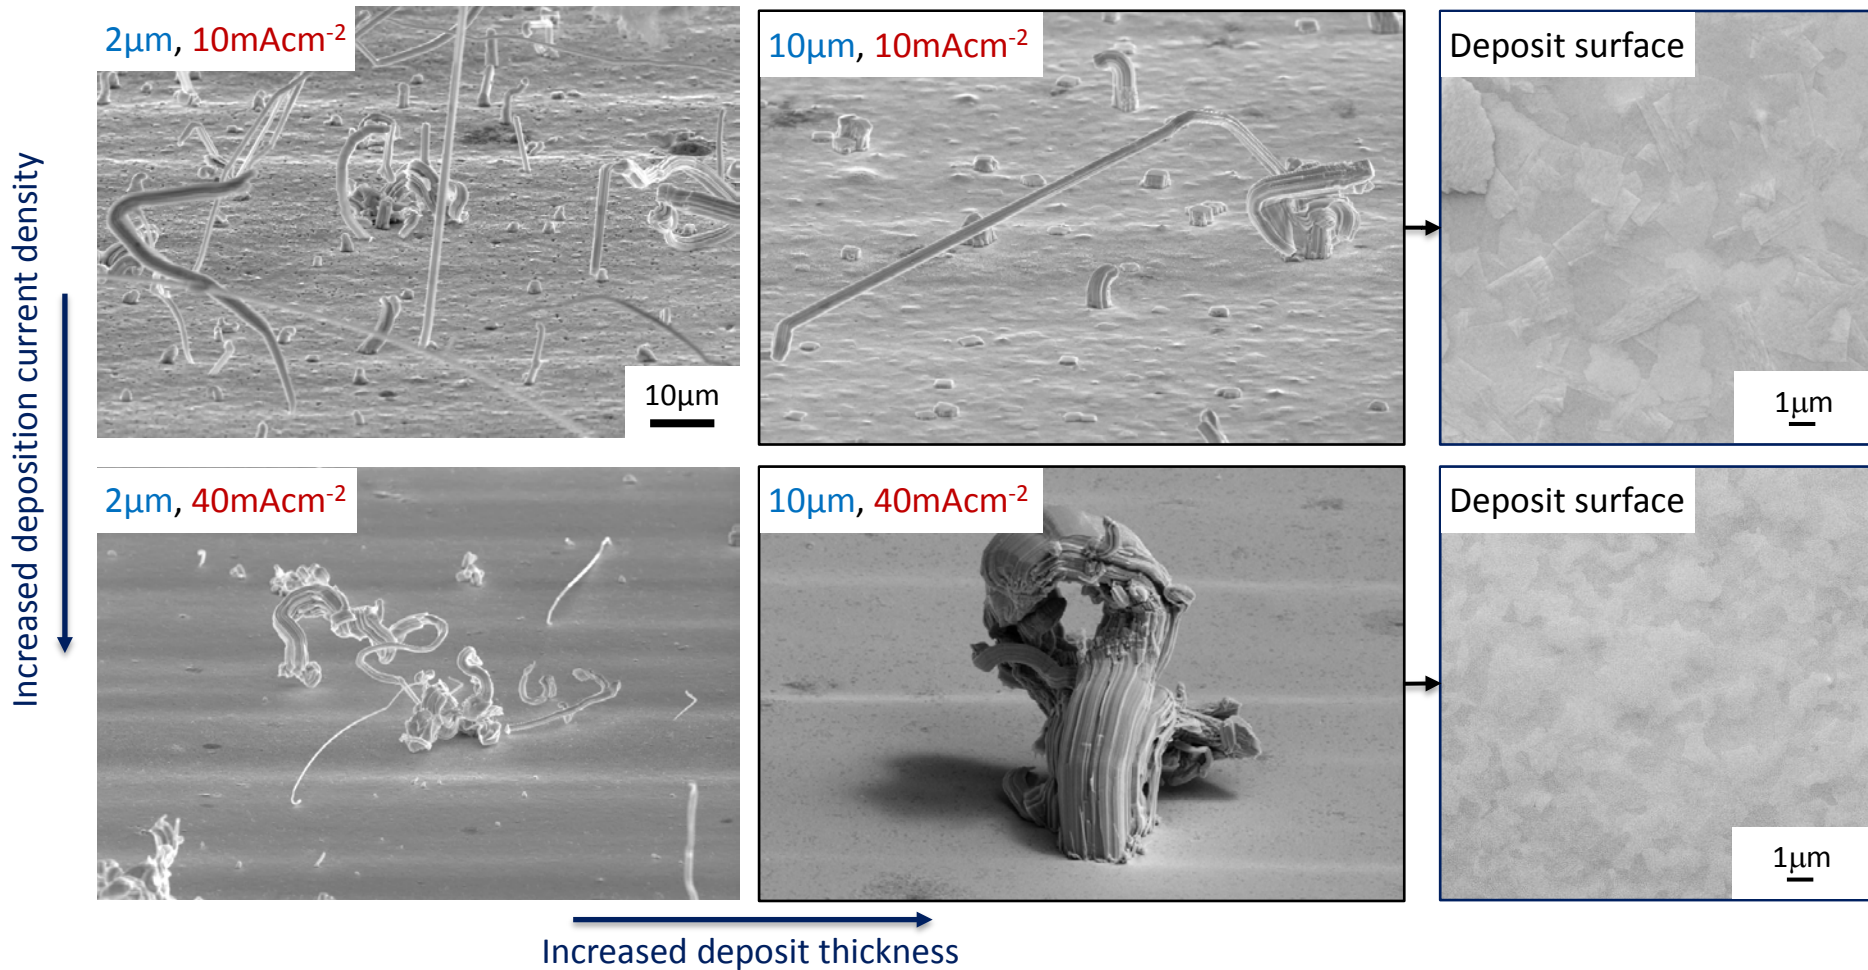 2µm, 10mAcm⁻²
10µm, 10mAcm⁻²
Deposit surface
10µm
1µm
2µm, 40mAcm⁻²
10µm, 40mAcm⁻²
Deposit surface
1µm
Increased deposition current density
Increased deposit thickness